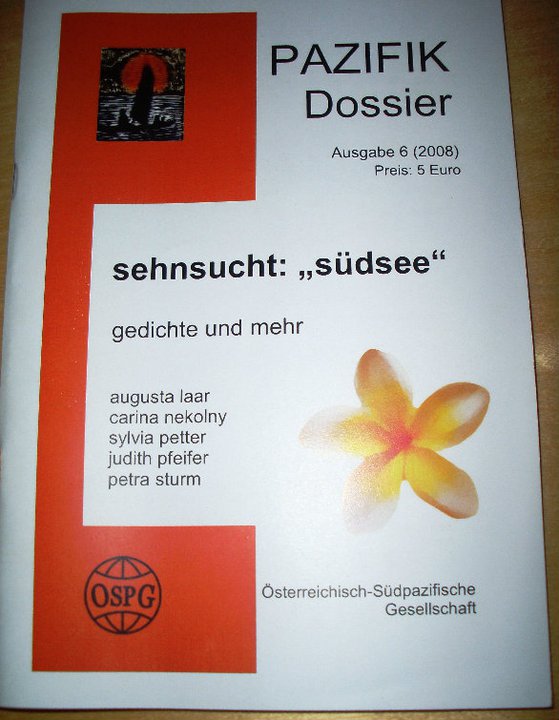 PAZIFIK
Dossier
Ausgabe 6 (2008)
Preis: 5 Euro
sehnsucht: „südsee“
gedichte und mehr
augusta laar
carina nekolny
sylvia petter
judith pfeifer
petra sturm
OSPG
Österreichisch-Südpazifische
Gesellschaft